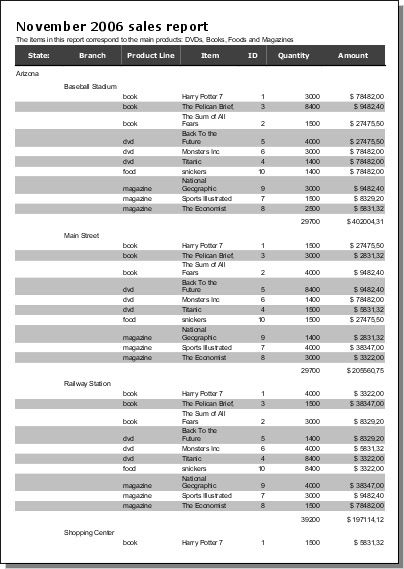 November 2006 sales report
The items in this report correspond to the main products: DVDs, Books, Foods and Magazines
State: Branch Product Line Item ID Quantity Amount
Arizona
Baseball Stadium
book Harry Potter 7 1 3000 $ 78482,00
book The Pelican Brief, 3 8400 $ 9482,40
The Sum of All
book Fears 2 1500 $ 27475,50
Back To the
dvd Future 5 4000 $ 27475,50
dvd Monsters Inc 6 3000 $ 78482,00
dvd Titanic 4 1400 $ 78482,00
food snickers 10 1400 $ 78482,00
National
magazine Geographic 9 3000 $ 9482,40
magazine Sports Illustrated 7 1500 $ 8329,20
magazine The Economist 8 2500 $ 5831,32
29700 $ 402004,31
Main Street
book Harry Potter 7 1 1500 $ 27475,50
book The Pelican Brief, 3 1500 $ 2831,32
The Sum of All
book Fears 2 4000 $ 9482,40
Back To the
dvd Future 5 8400 $ 9482,40
dvd Monsters Inc 6 1400 $ 78482,00
dvd Titanic 4 1500 $ 5831,32
food snickers 10 1500 $ 27475,50
National
magazine Geographic 9 1400 $ 2831,32
magazine Sports Illustrated 7 4000 $ 38347,00
magazine The Economist 8 3000 $ 3322,00
29700 $ 205560,75
Railway Station
book Harry Potter 7 1 4000 $ 3322,00
book The Pelican Brief, 3 1500 $ 38347,00
The Sum of All
book Fears 2 3000 $ 8329,20
Back To the
dvd Future 5 1400 $ 8329,20
dvd Monsters Inc 6 4000 $ 5831,32
dvd Titanic 4 8400 $ 3322,00
food snickers 10 8400 $ 3322,00
National
magazine Geographic 9 4000 $ 38347,00
magazine Sports Illustrated 7 3000 $ 9482,40
magazine The Economist 8 1500 $ 78482,00
39200 $ 197114,12
Shopping Center
book Harry Potter 7 1 1500 $ 5831,32